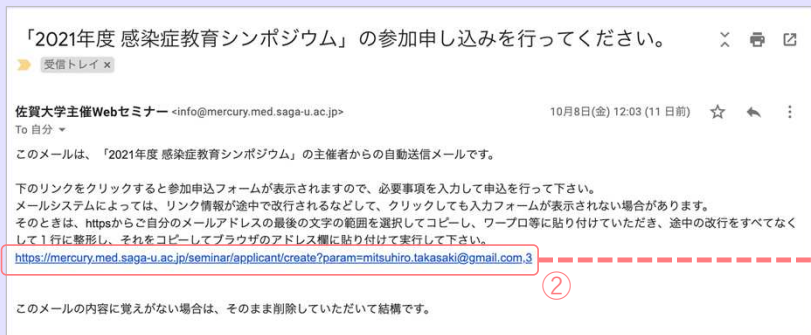 「2021年度 感染症教育シンポジウム」の参加申し込みを行ってください。
受信トレイ ×
佐賀大学主催Webセミナー <info@mercury.med.saga-u.ac.jp>
10月8日(金) 12:03 (11 日前)
To 自分
このメールは、「2021年度 感染症教育シンポジウム」の主催者からの自動送信メールです。
下のリンクをクリックすると参加申込フォームが表示されますので、必要事項を入力して申込を行って下さい。
メールシステムによっては、リンク情報が途中で改行されるなどして、クリックしても入力フォームが表示されない場合があります。
そのときは、httpsからご自分のメールアドレスの最後の文字の範囲を選択してコピーし、ワープロ等に貼り付けていただき、途中の改行をすべてなく
して１行に整形し、それをコピーしてブラウザのアドレス欄に貼り付けて実行して下さい。
https://mercury.med.saga-u.ac.jp/seminar/applicant/create?param=mitsuhiro.takasaki@gmail.com,3
②
このメールの内容に覚えがない場合は、そのまま削除していただいて結構です。